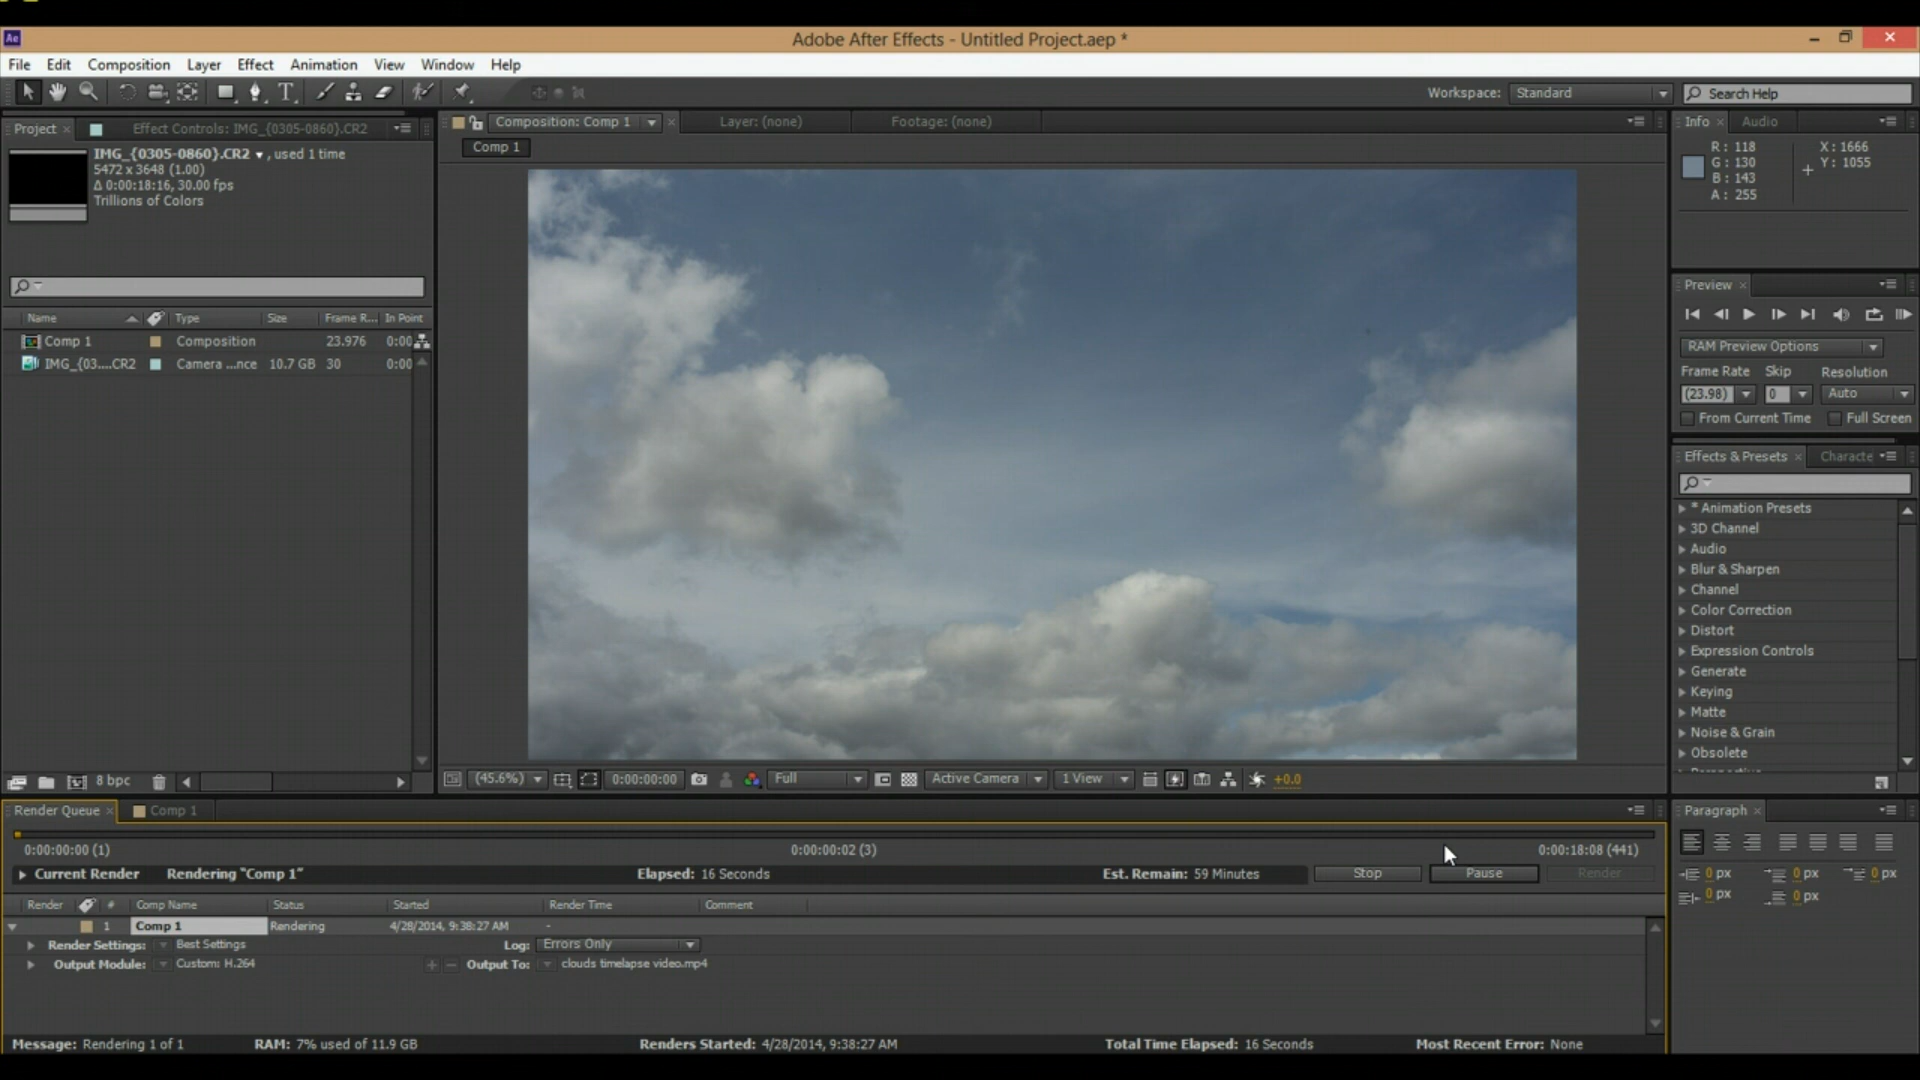 Ae
Adobe After Effects - Untitled Project.aep *
File Edit Composition Layer Effect Animation View Window Help
Workspace: Standard Search Help
Project × Effect Controls: IMG_{0305-0860}.CR2
IMG_{0305-0860}.CR2 ▼ , used 1 time
5472 x 3648 (1.00)
Δ 0:00:18:16, 30.00 fps
Trillions of Colors
Name Type Size Frame R... In Point
Comp 1 Composition 23.976 0:00
IMG_{03....CR2 Camera ...nce 10.7 GB 30 0:00
8 bpc
Composition: Comp 1 × Layer: (none) Footage: (none)
Comp 1
(45.6%) 0:00:00:00 Full Active Camera 1 View +0.0
Info × Audio
R: 118 X: 1666
G: 130 Y: 1055
B: 143
A: 255
Preview ×
RAM Preview Options
Frame Rate Skip Resolution
(23.98) 0 Auto
From Current Time Full Screen
Effects & Presets × Characte
* Animation Presets
3D Channel
Audio
Blur & Sharpen
Channel
Color Correction
Distort
Expression Controls
Generate
Keying
Matte
Noise & Grain
Obsolete
Perspective
Render Queue × Comp 1
0:00:00:00 (1) 0:00:00:02 (3) 0:00:18:08 (441)
Current Render Rendering "Comp 1" Elapsed: 16 Seconds Est. Remain: 59 Minutes Stop Pause Render
Render # Comp Name Status Started Render Time Comment
1 Comp 1 Rendering 4/28/2014, 9:38:27 AM -
Render Settings: Best Settings Log: Errors Only
Output Module: Custom: H.264 + − Output To: clouds timelapse video.mp4
Message: Rendering 1 of 1 RAM: 7% used of 11.9 GB Renders Started: 4/28/2014, 9:38:27 AM Total Time Elapsed: 16 Seconds Most Recent Error: None
Paragraph ×
0 px 0 px 0 px
0 px 0 px